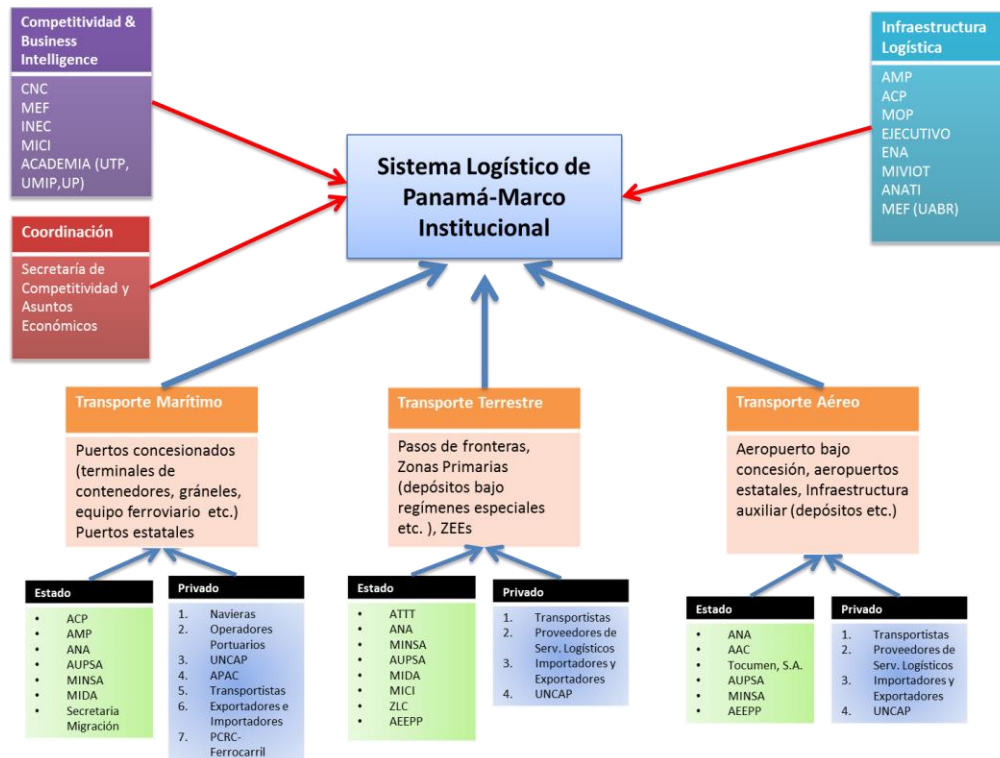 Competitividad &
Business
Intelligence
CNC
MEF
INEC
MICI
ACADEMIA (UTP,
UMIP,UP)
Infraestructura
Logística
AMP
ACP
MOP
EJECUTIVO
ENA
MIVIOT
ANATI
MEF (UABR)
Sistema Logístico de
Panamá-Marco
Institucional
Coordinación
Secretaría de
Competitividad y
Asuntos
Económicos
Transporte Marítimo
Puertos concesionados
(terminales de
contenedores, gráneles,
equipo ferroviario etc.)
Puertos estatales
Transporte Terrestre
Pasos de fronteras,
Zonas Primarias
(depósitos bajo
regímenes especiales
etc. ), ZEEs
Transporte Aéreo
Aeropuerto bajo
concesión, aeropuertos
estatales, Infraestructura
auxiliar (depósitos etc.)
Estado
• ACP
• AMP
• ANA
• AUPSA
• MINSA
• MIDA
• Secretaria
Migración
Privado
1. Navieras
2. Operadores
Portuarios
3. UNCAP
4. APAC
5. Transportistas
6. Exportadores e
Importadores
7. PCRC-
Ferrocarril
Estado
• ATTT
• ANA
• MINSA
• AUPSA
• MIDA
• MICI
• ZLC
• AEEPP
Privado
1. Transportistas
2. Proveedores de
Serv. Logísticos
3. Importadores y
Exportadores
4. UNCAP
Estado
• ANA
• AAC
• Tocumen, S.A.
• AUPSA
• MINSA
• AEEPP
Privado
1. Transportistas
2. Proveedores de
Serv. Logísticos
3. Importadores y
Exportadores
4. UNCAP